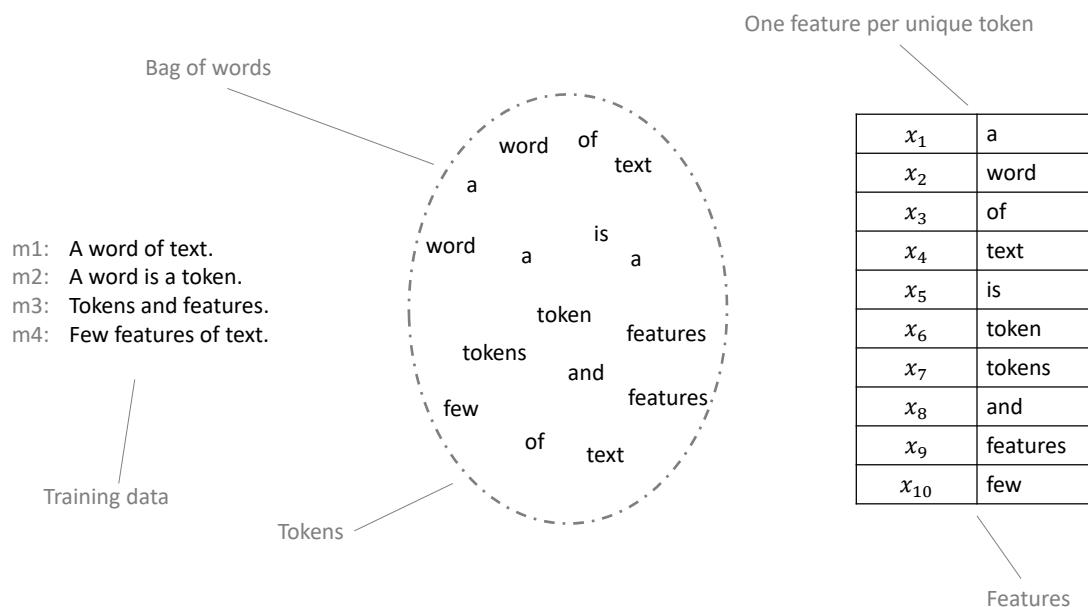 One feature per unique token
Bag of words
word of
text
a
is
word a a
token
features
tokens
and
features
few
of text
m1: A word of text.
m2: A word is a token.
m3: Tokens and features.
m4: Few features of text.
Training data
Tokens
x1 a
x2 word
x3 of
x4 text
x5 is
x6 token
x7 tokens
x8 and
x9 features
x10 few
Features